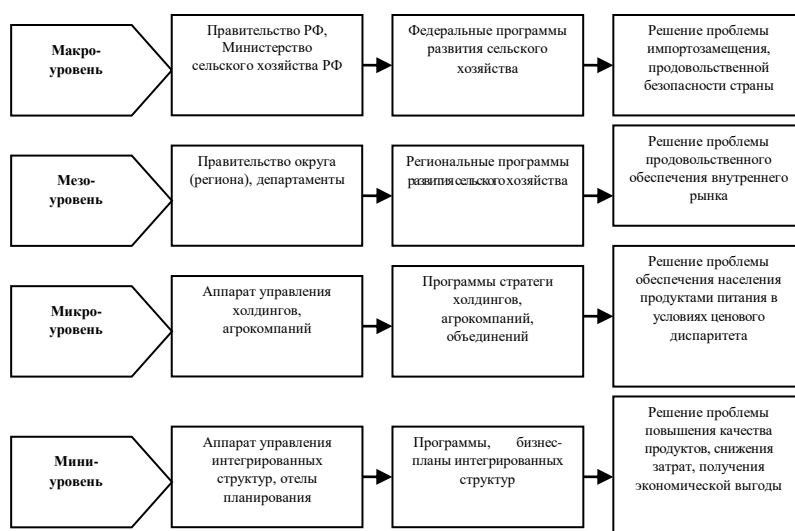 Макро-
уровень
Правительство РФ,
Министерство
сельского хозяйства РФ
Федеральные программы
развития сельского
хозяйства
Решение проблемы
импортозамещения,
продовольственной
безопасности страны
Мезо-
уровень
Правительство округа
(региона), департаменты
Региональные программы
развития сельского хозяйства
Решение проблемы
продовольственного
обеспечения внутреннего
рынка
Микро-
уровень
Аппарат управления
холдингов,
агрокомпаний
Программы стратеги
холдингов,
агрокомпаний,
объединений
Решение проблемы
обеспечения населения
продуктами питания в
условиях ценового
диспаритета
Мини-
уровень
Аппарат управления
интегрированных
структур, отелы
планирования
Программы, бизнес-
планы интегрированных
структур
Решение проблемы
повышения качества
продуктов, снижения
затрат, получения
экономической выгоды